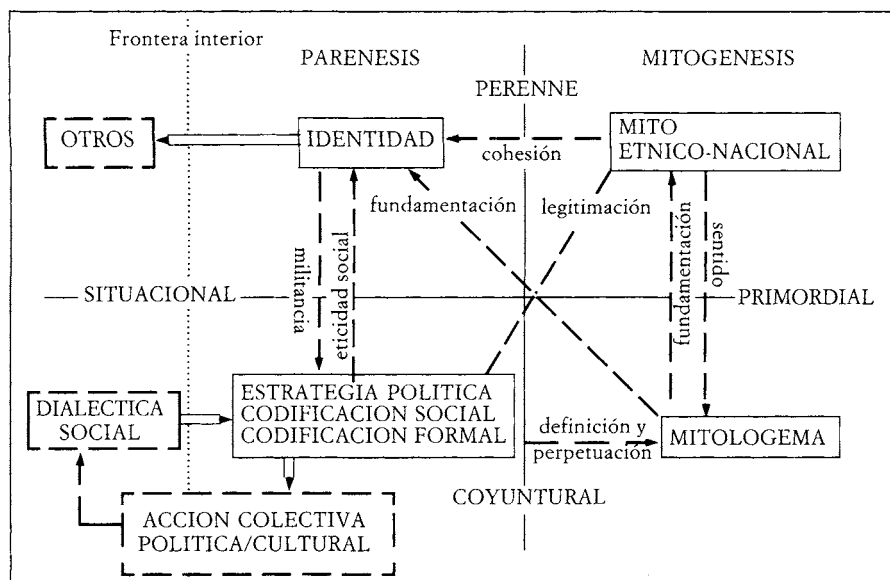 Frontera interior
PARENESIS
MITOGENESIS
PERENNE
OTROS
IDENTIDAD
cohesión
MITO
ETNICO-NACIONAL
fundamentación
legitimación
militancia
eticidad social
fundamentación
sentido
SITUACIONAL
PRIMORDIAL
DIALECTICA
SOCIAL
ESTRATEGIA POLITICA
CODIFICACION SOCIAL
CODIFICACION FORMAL
definición y
perpetuación
MITOLOGEMA
COYUNTURAL
ACCION COLECTIVA
POLITICA/CULTURAL